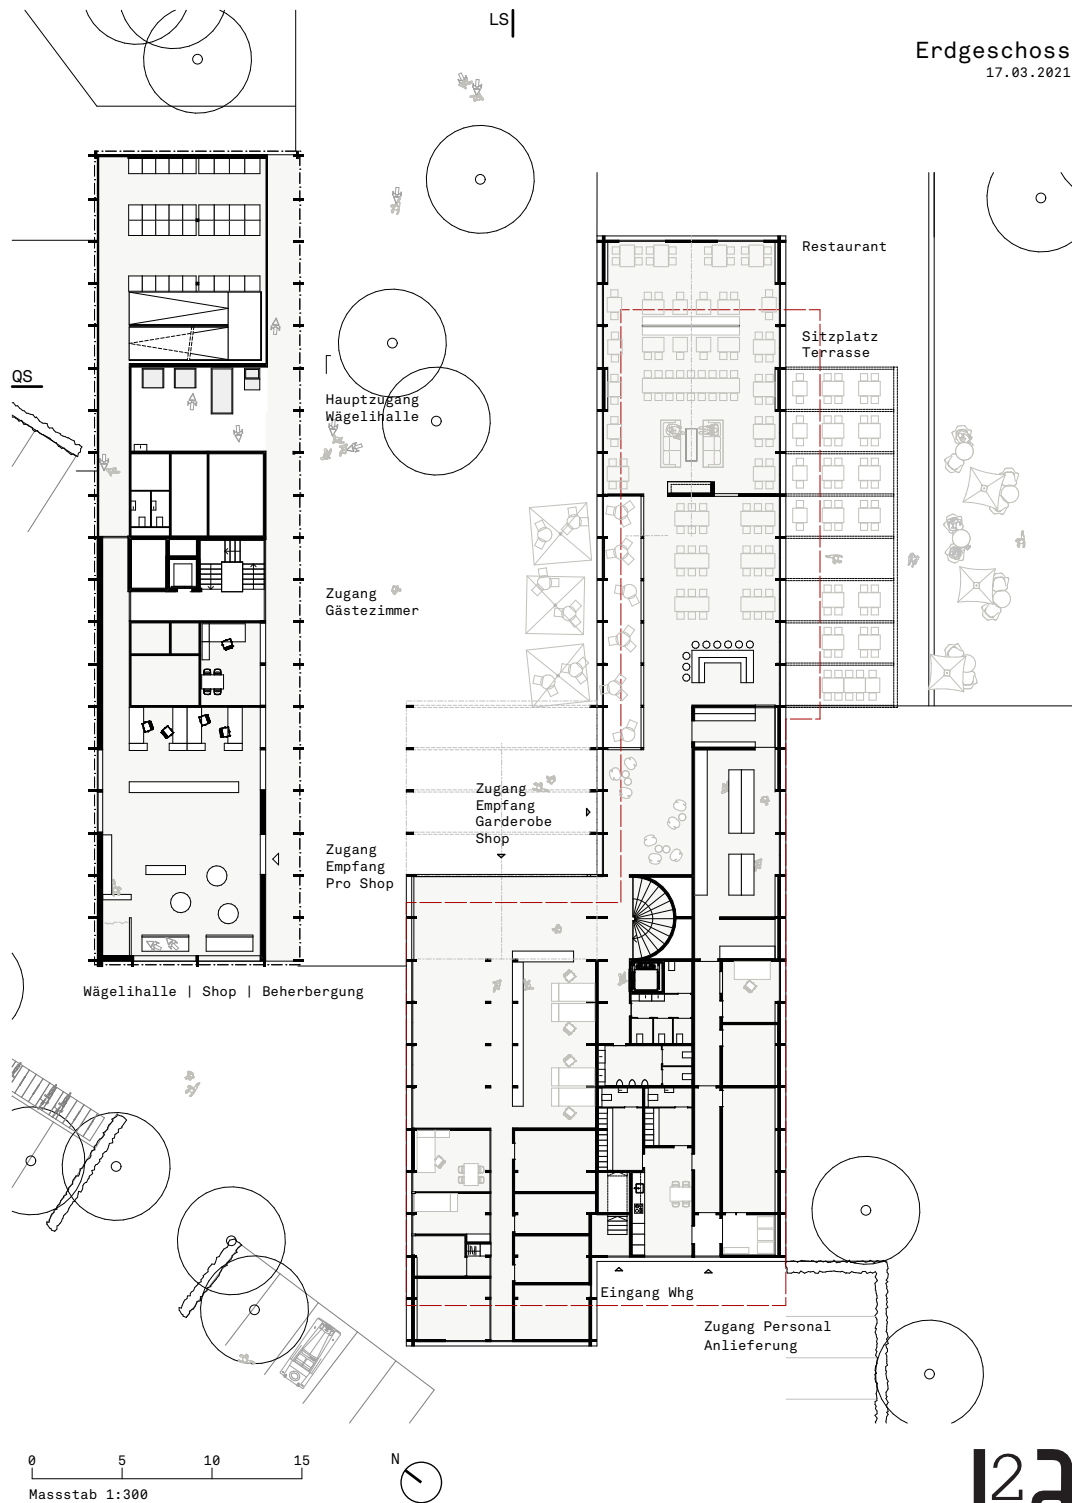 LS
Erdgeschoss
17.03.2021
Restaurant
Sitzplatz
Terrasse
QS
Hauptzugang
Wägelihalle
Zugang
Gästezimmer
Zugang
Empfang
Garderobe
Shop
Zugang
Empfang
Pro Shop
Wägelihalle | Shop | Beherbergung
Eingang Whg
Zugang Personal
Anlieferung
0 5 10 15
Massstab 1:300
N